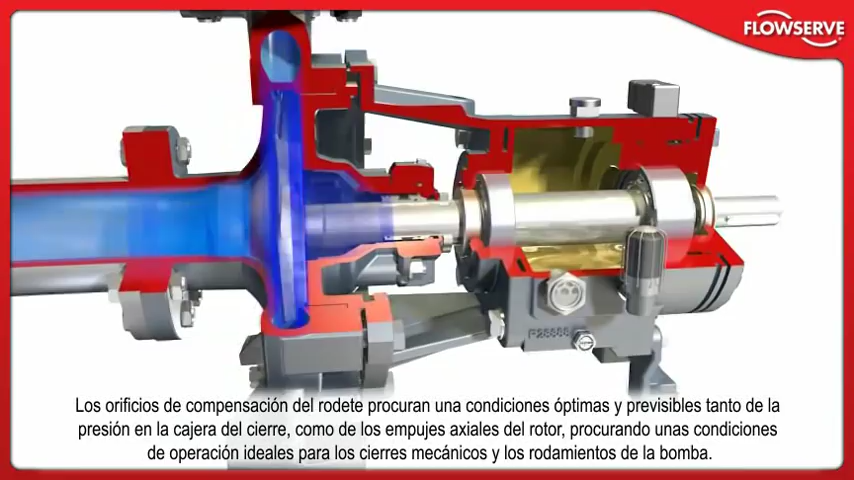 FLOWSERVE
Los orificios de compensación del rodete procuran una condiciones óptimas y previsibles tanto de la
presión en la cajera del cierre, como de los empujes axiales del rotor, procurando unas condiciones
de operación ideales para los cierres mecánicos y los rodamientos de la bomba.